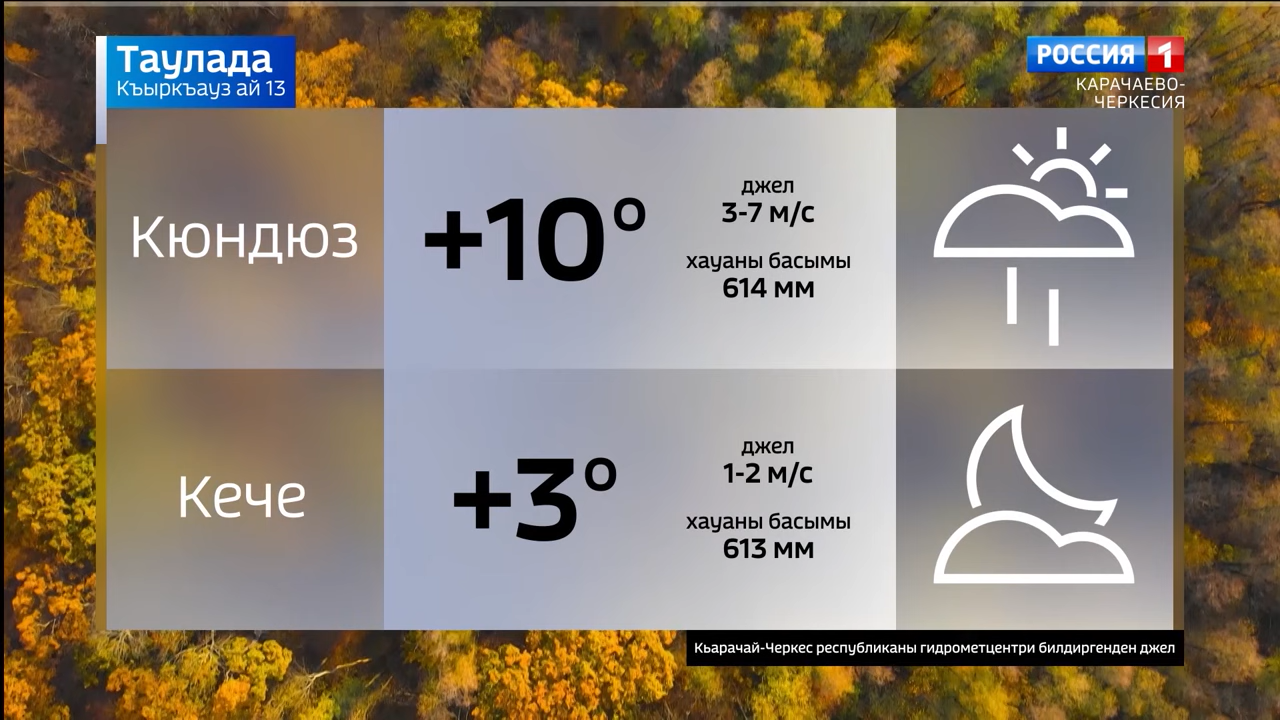 Таулада
Къыркъауз ай 13
РОССИЯ 1
КАРАЧАЕВО-
ЧЕРКЕСИЯ
Кюндюз
+10°
джел
3-7 м/с
хауаны басымы
614 мм
Кече
+3°
джел
1-2 м/с
хауаны басымы
613 мм
Кьарачай-Черкес республиканы гидрометцентри билдиргенден джел